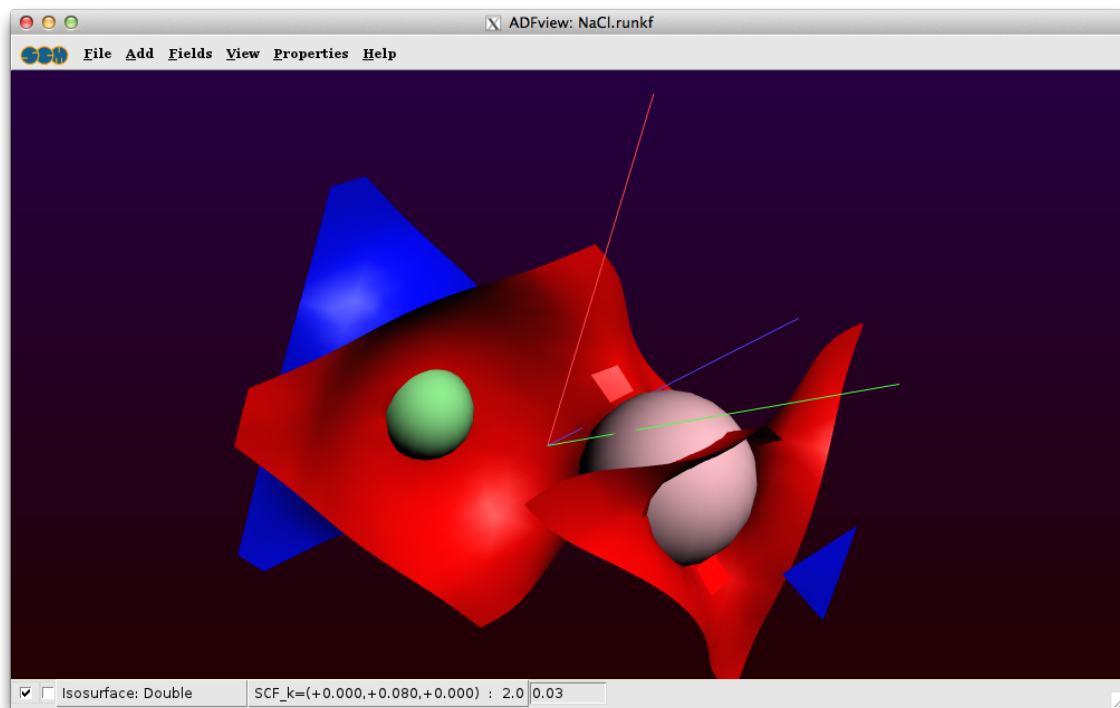 ADFview: NaCl.runkf
SCM File Add Fields View Properties Help
Isosurface: Double SCF_k=(+0.000,+0.080,+0.000) : 2.0 0.03